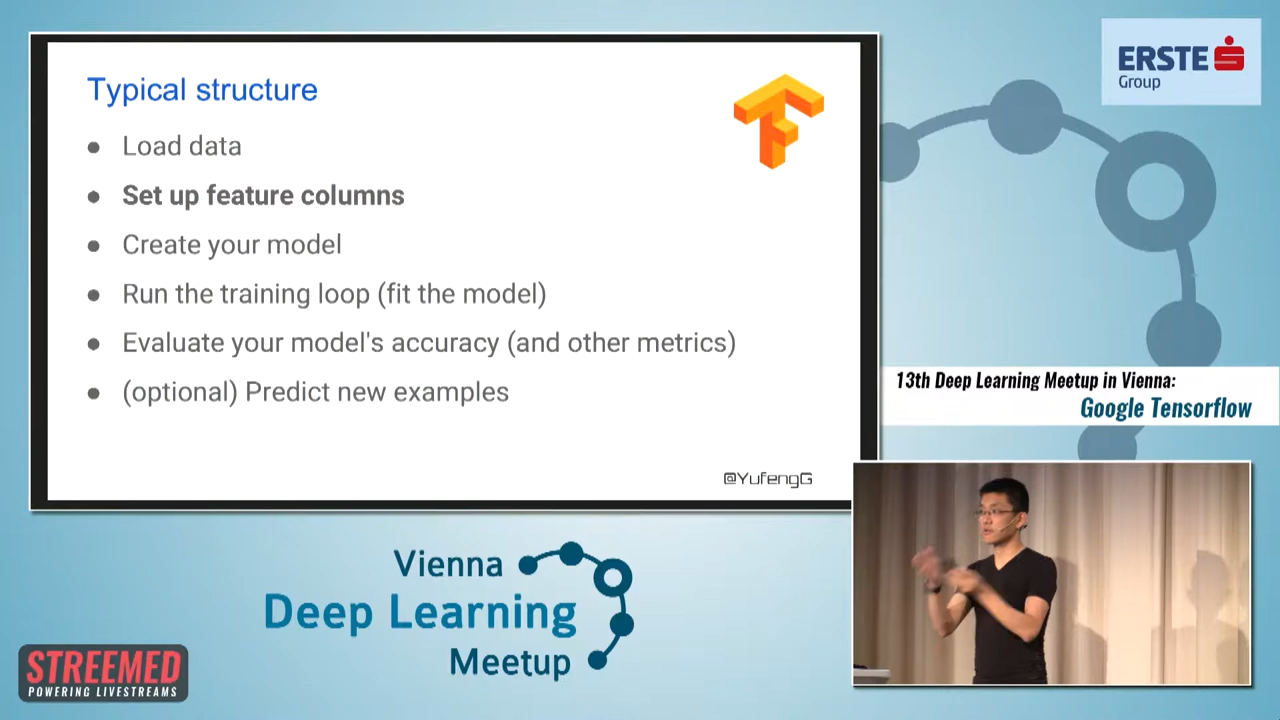 Typical structure
Load data
Set up feature columns
Create your model
Run the training loop (fit the model)
Evaluate your model's accuracy (and other metrics)
(optional) Predict new examples
@YufengG
ERSTE
Group
13th Deep Learning Meetup in Vienna:
Google Tensorflow
Vienna
Deep Learning
Meetup
STREEMED
POWERING LIVESTREAMS